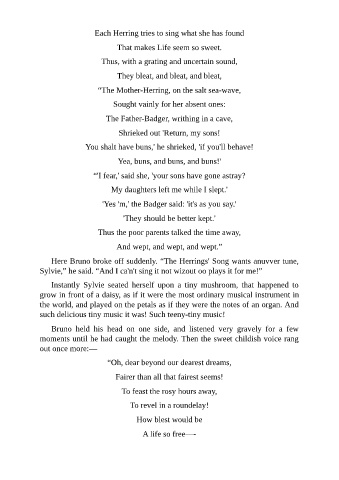 Each Herring tries to sing what she has found
That makes Life seem so sweet.
Thus, with a grating and uncertain sound,
They bleat, and bleat, and bleat,
“The Mother-Herring, on the salt sea-wave,
Sought vainly for her absent ones:
The Father-Badger, writhing in a cave,
Shrieked out 'Return, my sons!
You shalt have buns,' he shrieked, 'if you'll behave!
Yea, buns, and buns, and buns!'
“'I fear,' said she, 'your sons have gone astray?
My daughters left me while I slept.'
'Yes 'm,' the Badger said: 'it's as you say,'
'They should be better kept.'
Thus the poor parents talked the time away,
And wept, and wept, and wept.”
Here Bruno broke off suddenly. “The Herrings' Song wants anuvver tune,
Sylvie,” he said. “And I ca'n't sing it not wizout oo plays it for me!”
Instantly Sylvie seated herself upon a tiny mushroom, that happened to
grow in front of a daisy, as if it were the most ordinary musical instrument in
the world, and played on the petals as if they were the notes of an organ. And
such delicious tiny music it was! Such teeny-tiny music!
Bruno held his head on one side, and listened very gravely for a few
moments until he had caught the melody. Then the sweet childish voice rang
out once more:—
“Oh, dear beyond our dearest dreams,
Fairer than all that fairest seems!
To feast the rosy hours away,
To revel in a roundelay!
How blest would be
A life so free—-